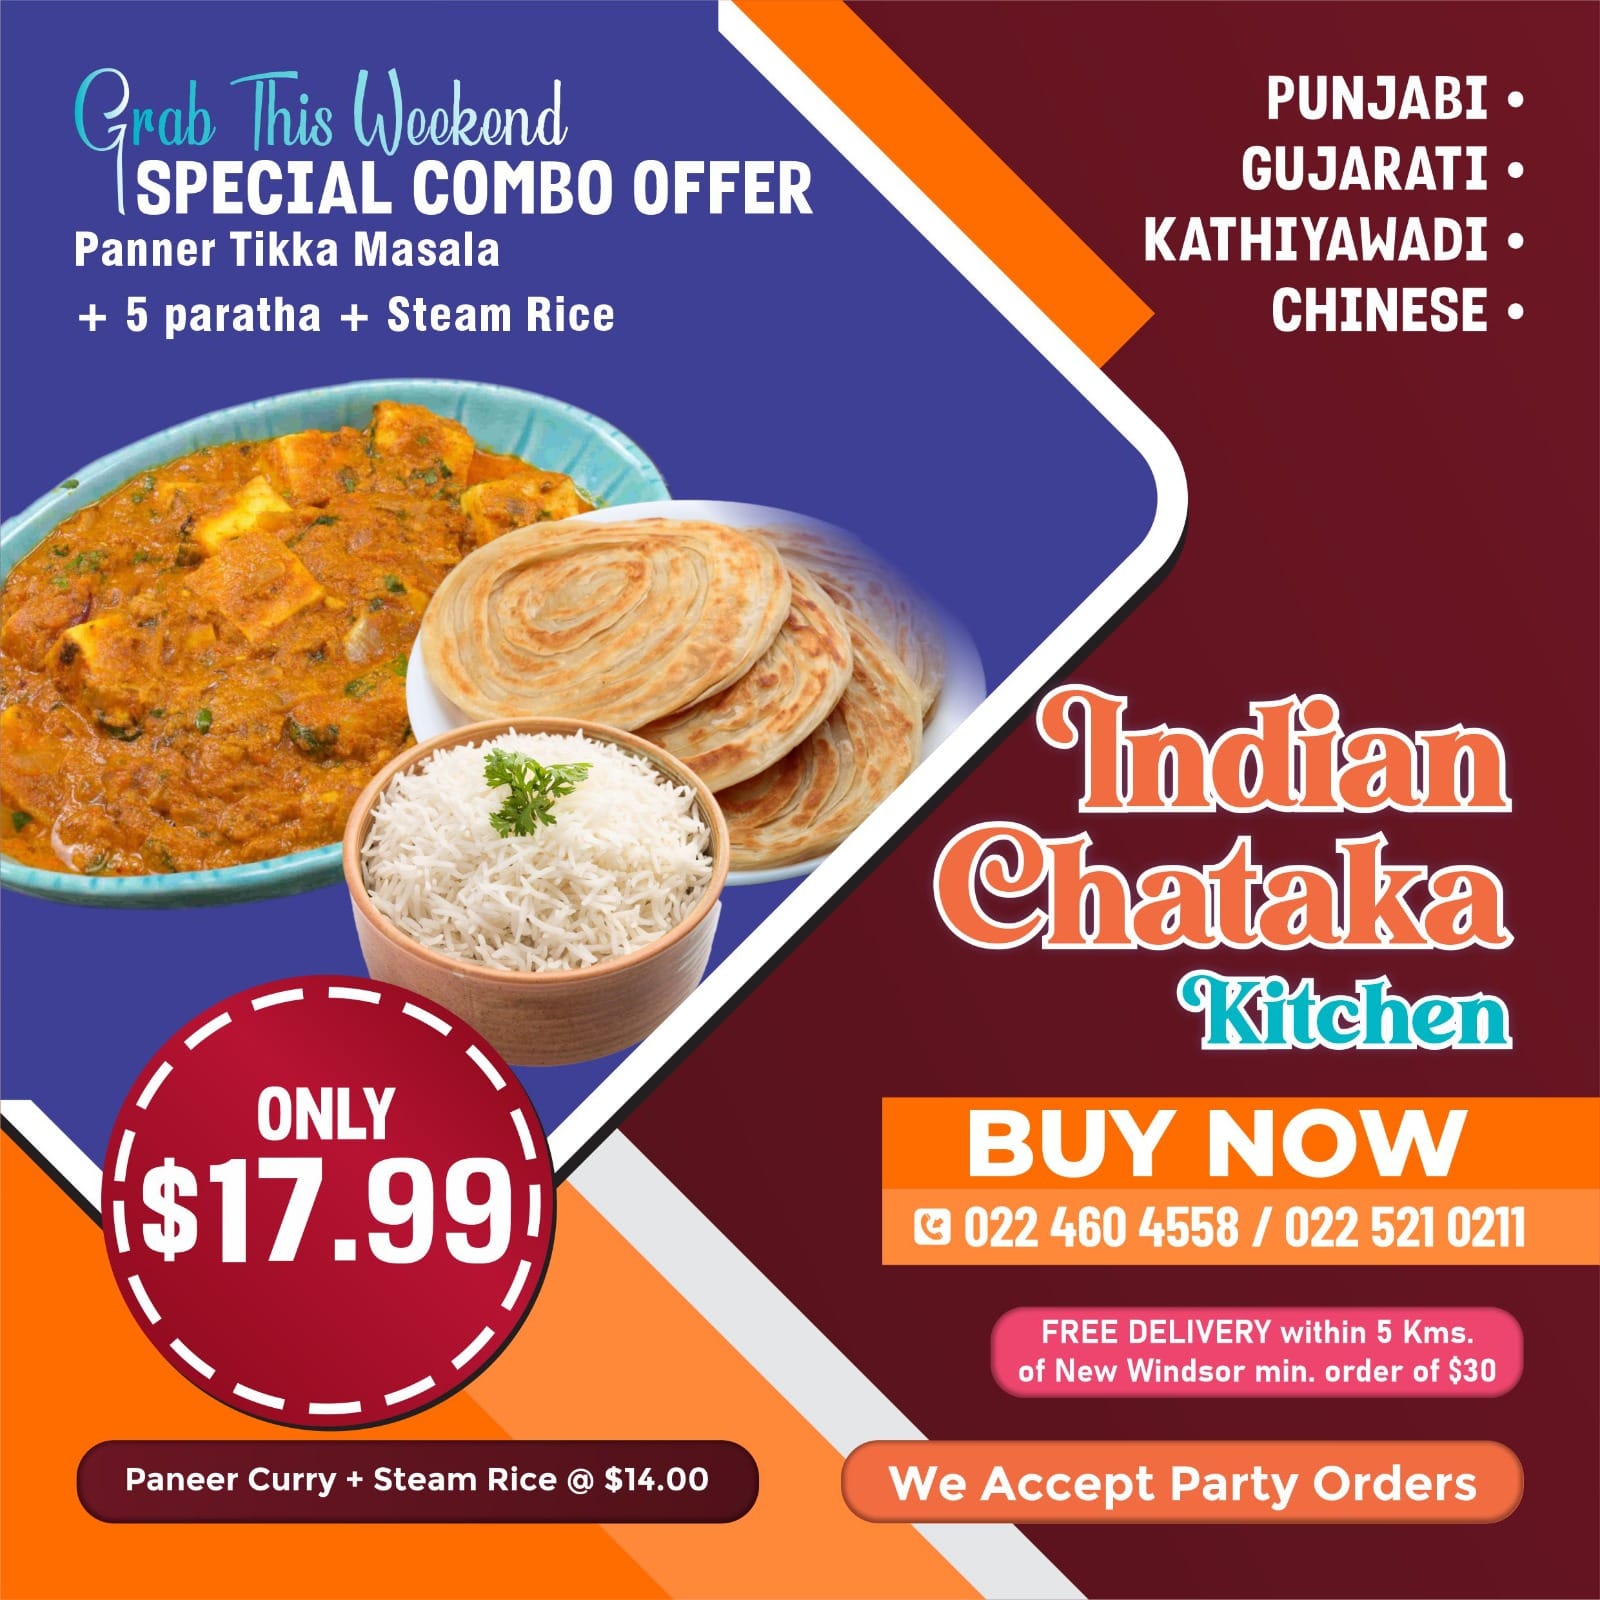 Grab This Weekend
SPECIAL COMBO OFFER
Panner Tikka Masala
+ 5 paratha + Steam Rice
PUNJABI •
GUJARATI •
KATHIYAWADI •
CHINESE •
Indian
Chataka
Kitchen
ONLY
$17.99
BUY NOW
022 460 4558 / 022 521 0211
FREE DELIVERY within 5 Kms.
of New Windsor min. order of $30
Paneer Curry + Steam Rice @ $14.00
We Accept Party Orders